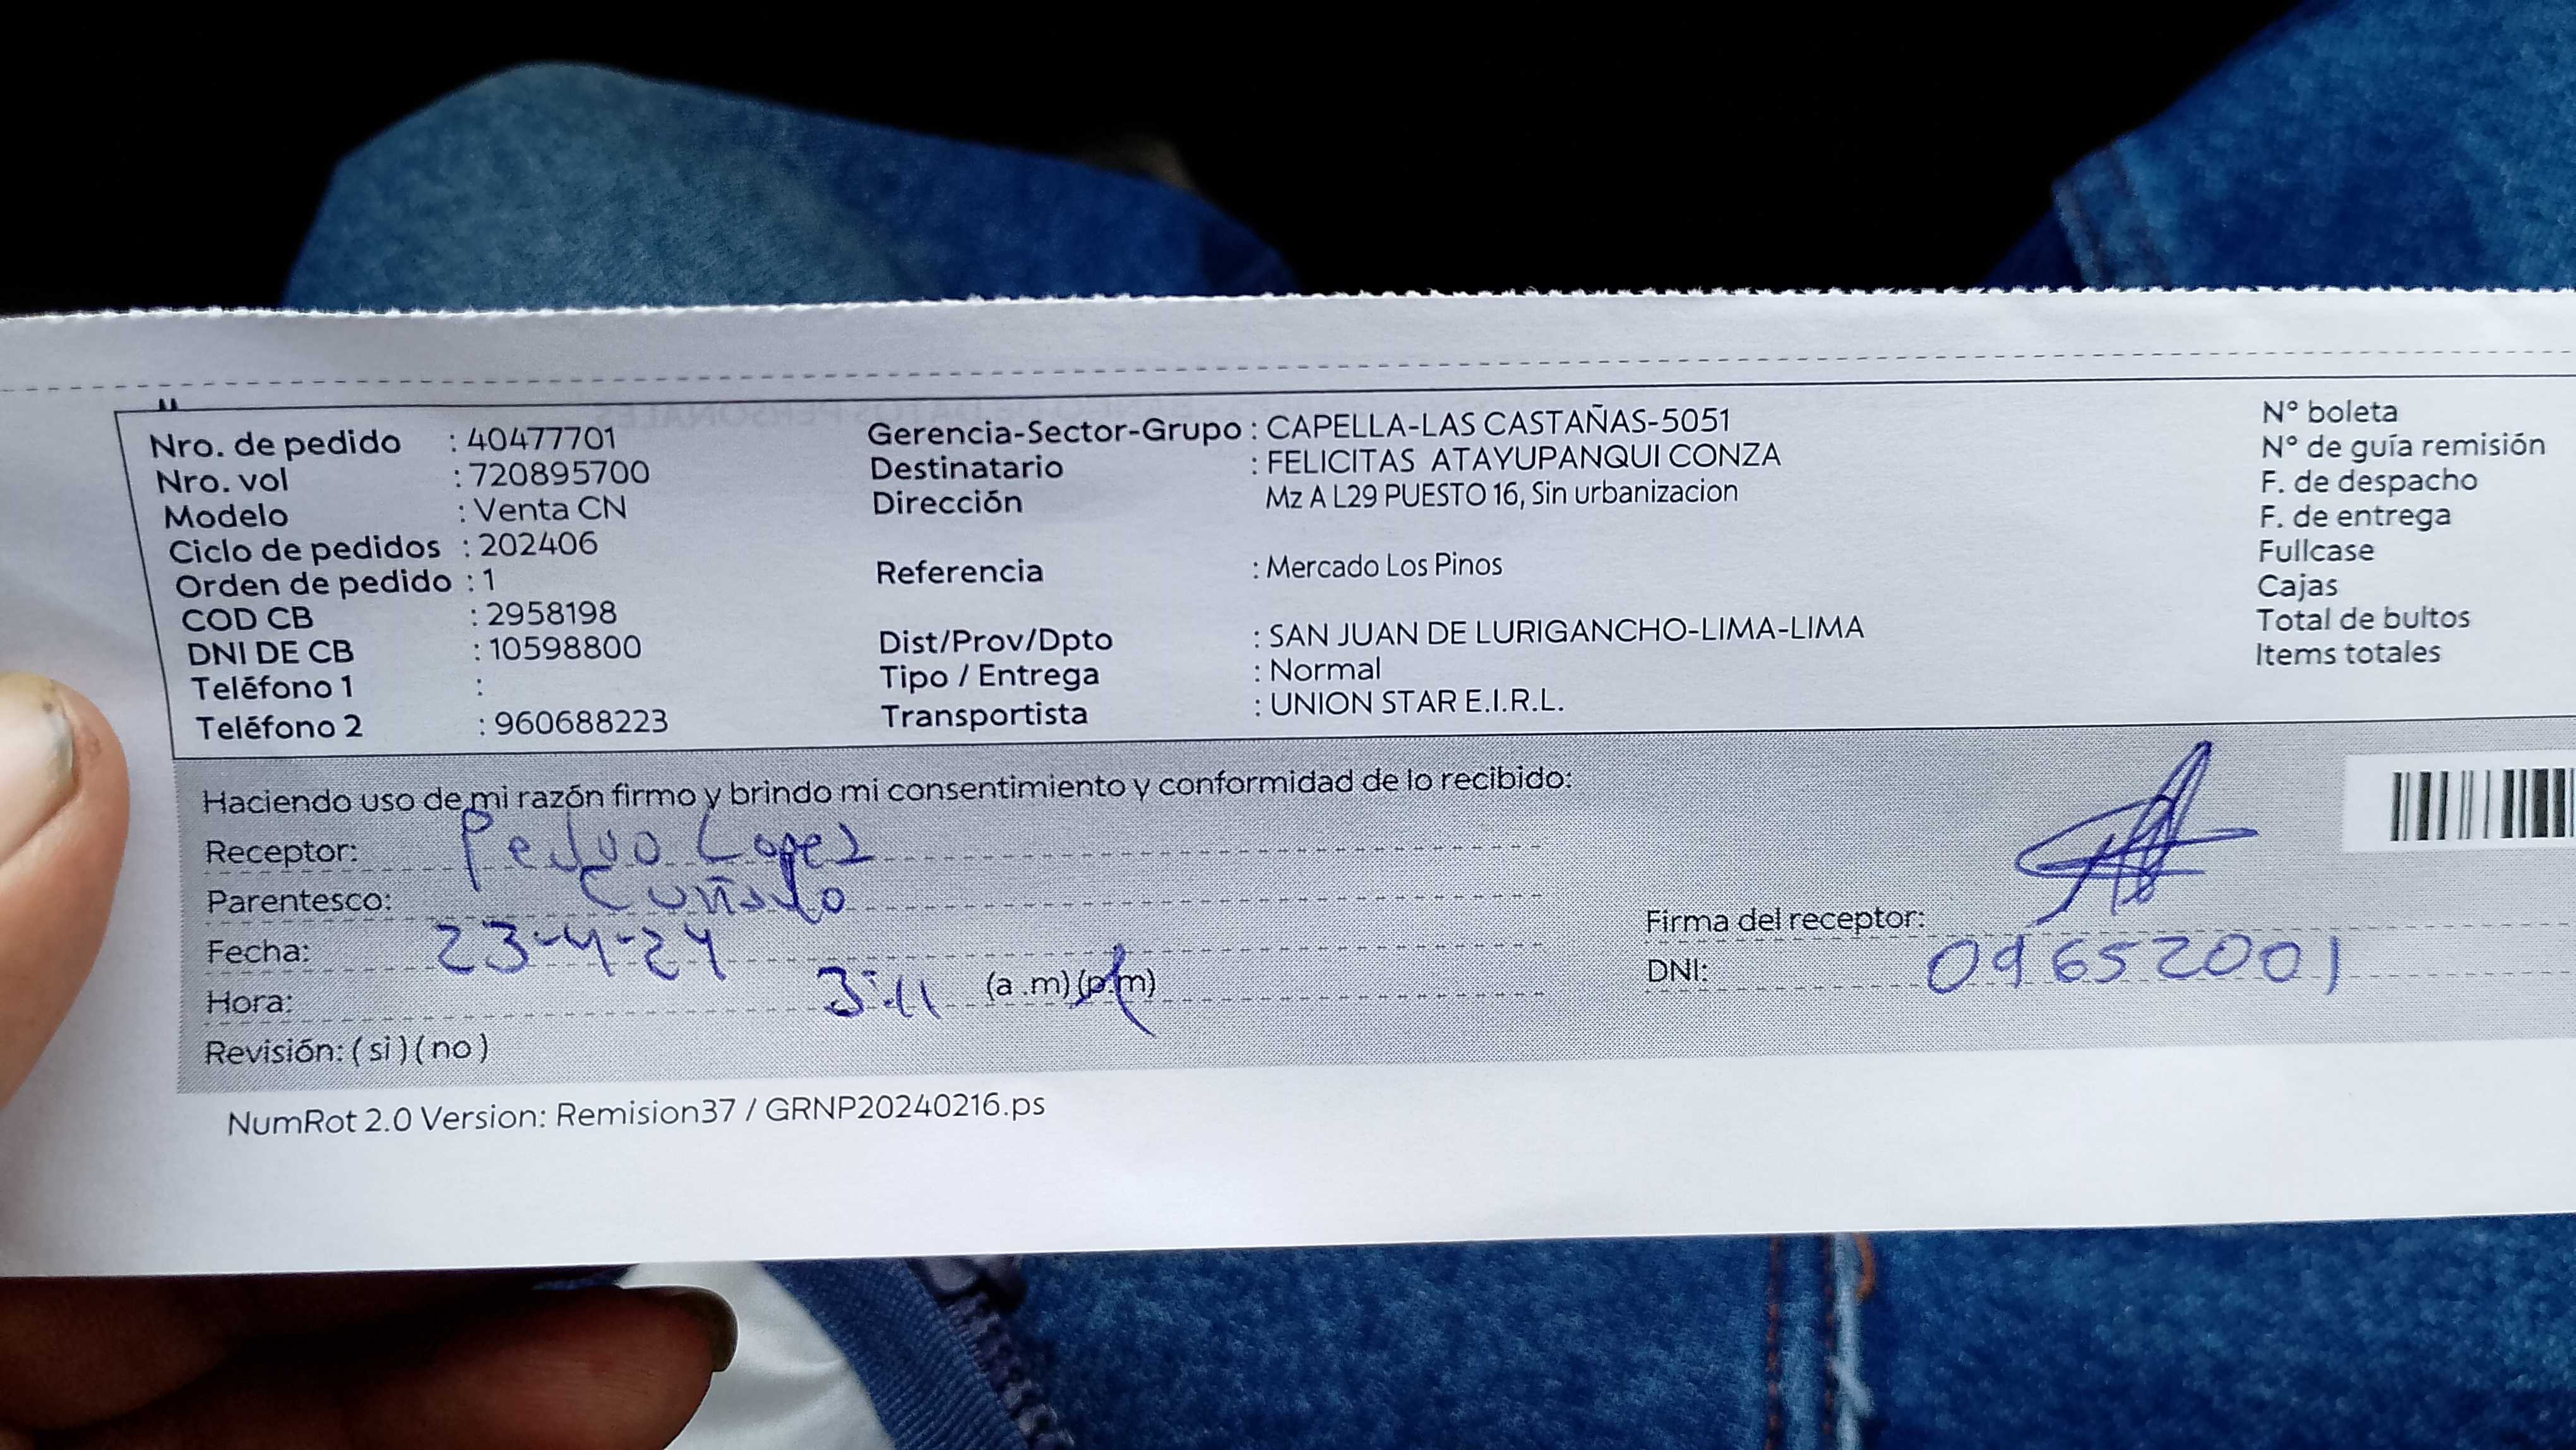 Nro. de pedido : 40477701
Nro. vol : 720895700
Modelo : Venta CN
Ciclo de pedidos : 202406
Orden de pedido : 1
COD CB : 2958198
DNI DE CB : 10598800
Teléfono 1 :
Teléfono 2 : 960688223
Gerencia-Sector-Grupo : CAPELLA-LAS CASTAÑAS-5051
Destinatario : FELICITAS ATAYUPANQUI CONZA
Dirección Mz A L29 PUESTO 16, Sin urbanizacion
Referencia : Mercado Los Pinos
Dist/Prov/Dpto : SAN JUAN DE LURIGANCHO-LIMA-LIMA
Tipo / Entrega : Normal
Transportista : UNION STAR E.I.R.L.
N° boleta
N° de guía remisión
F. de despacho
F. de entrega
Fullcase
Cajas
Total de bultos
Items totales
Haciendo uso de mi razón firmo y brindo mi consentimiento y conformidad de lo recibido:
Receptor: Pedro Lopez
Parentesco: Cuñado
Fecha: 23-4-24
Hora: 3:11 (a .m) (p.m)
Revisión: ( si ) ( no )
Firma del receptor:
DNI: 09652001
NumRot 2.0 Version: Remision37 / GRNP20240216.ps